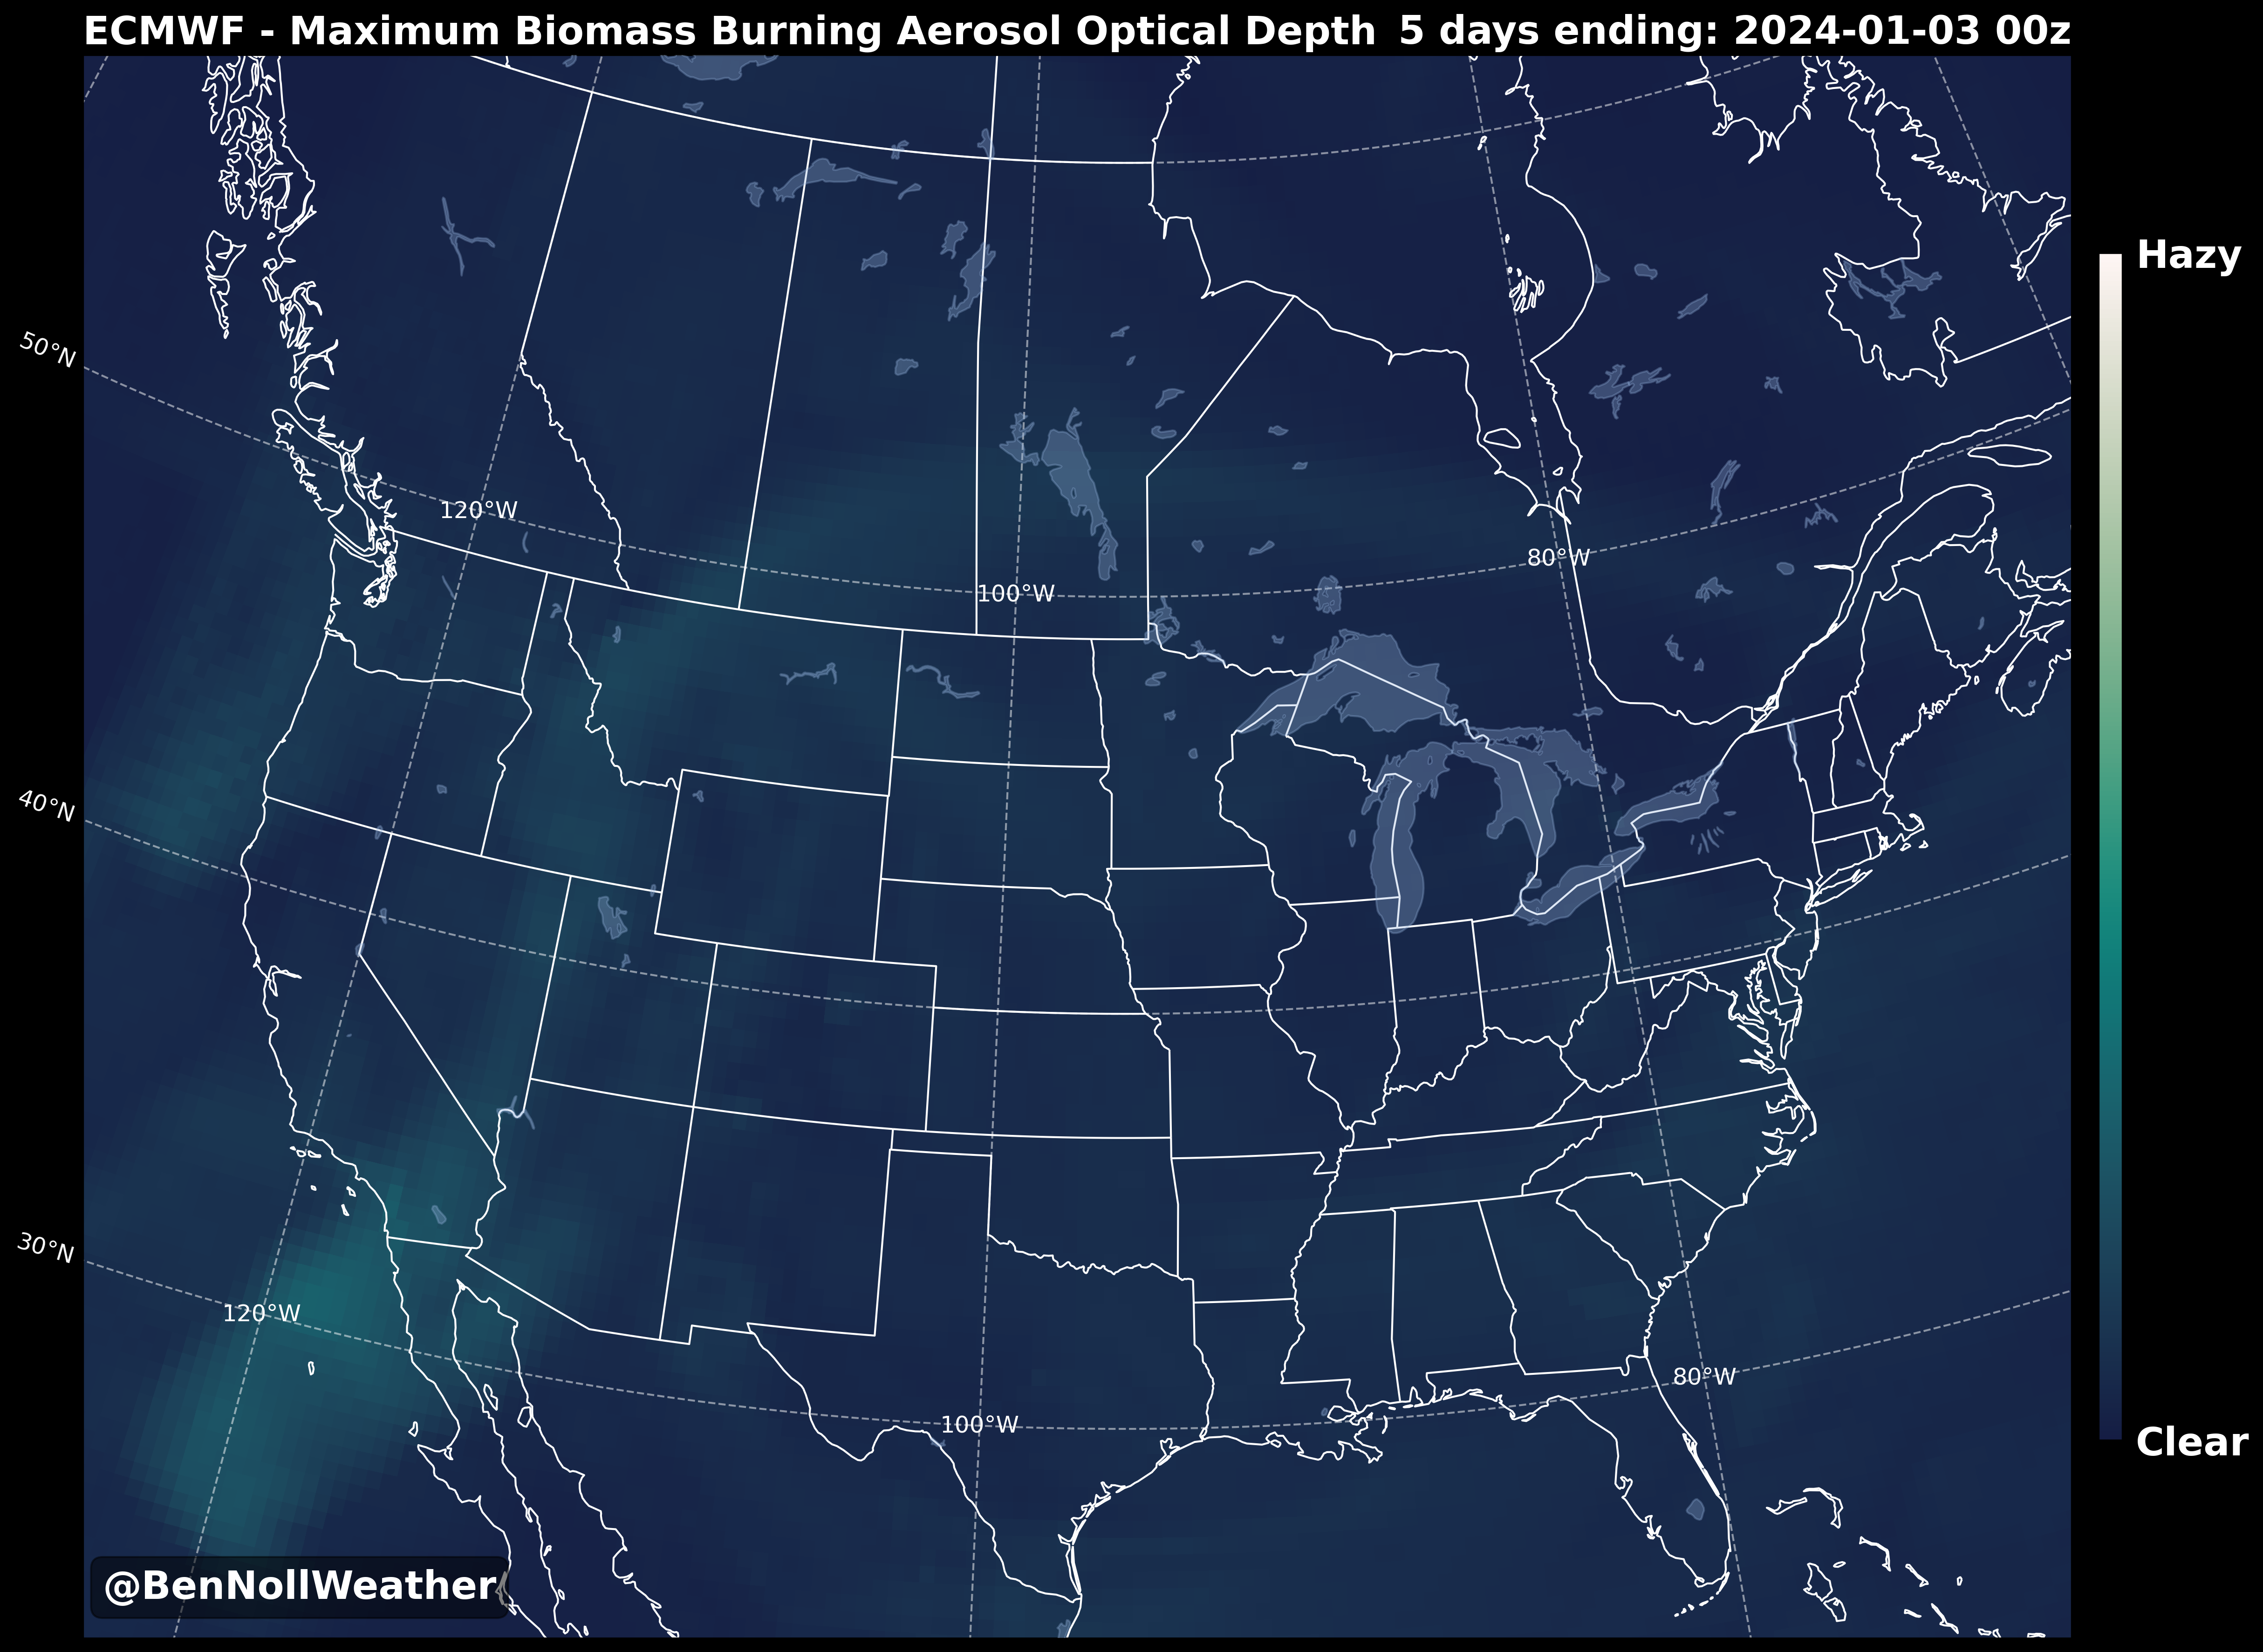 ECMWF - Maximum Biomass Burning Aerosol Optical Depth 5 days ending: 2024-01-03 00z
Hazy
50°N
120°W
80°W
100°W
40°N
30°N
120°W
80°W
100°W
Clear
@BenNollWeather